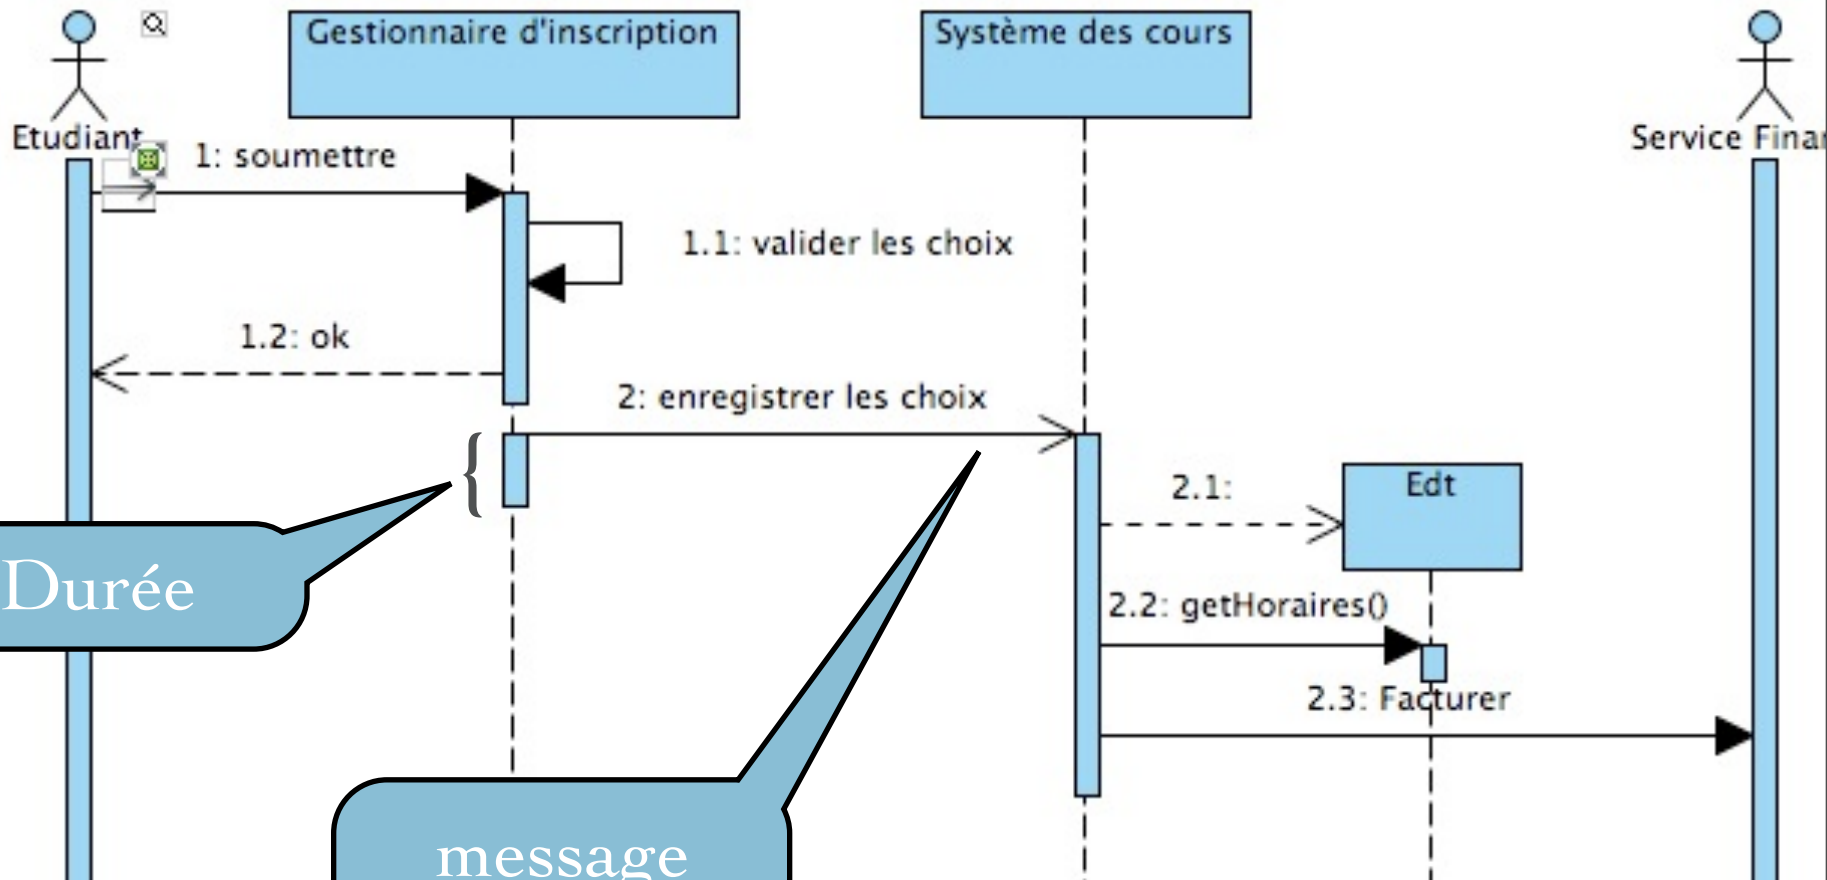 Gestionnaire d'inscription
Système des cours
Etudiant
Service Finan
1: soumettre
1.1: valider les choix
1.2: ok
2: enregistrer les choix
{
2.1:
Edt
Durée
2.2: getHoraires()
2.3: Facturer
message